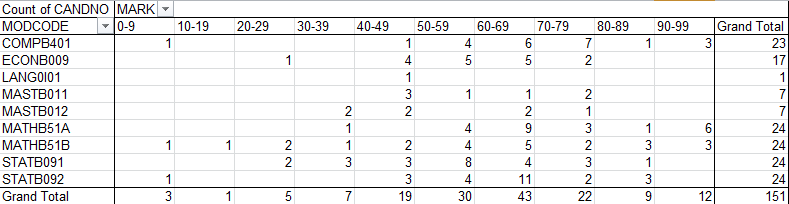 Count of CANDNO MARK
MODCODE 0-9 10-19 20-29 30-39 40-49 50-59 60-69 70-79 80-89 90-99 Grand Total
COMPB401 1 1 4 6 7 1 3 23
ECONB009 1 4 5 5 2 17
LANG0I01 1 1
MASTB011 3 1 1 2 7
MASTB012 2 2 2 1 7
MATHB51A 1 4 9 3 1 6 24
MATHB51B 1 1 2 1 2 4 5 2 3 3 24
STATB091 2 3 3 8 4 3 1 24
STATB092 1 3 4 11 2 3 24
Grand Total 3 1 5 7 19 30 43 22 9 12 151